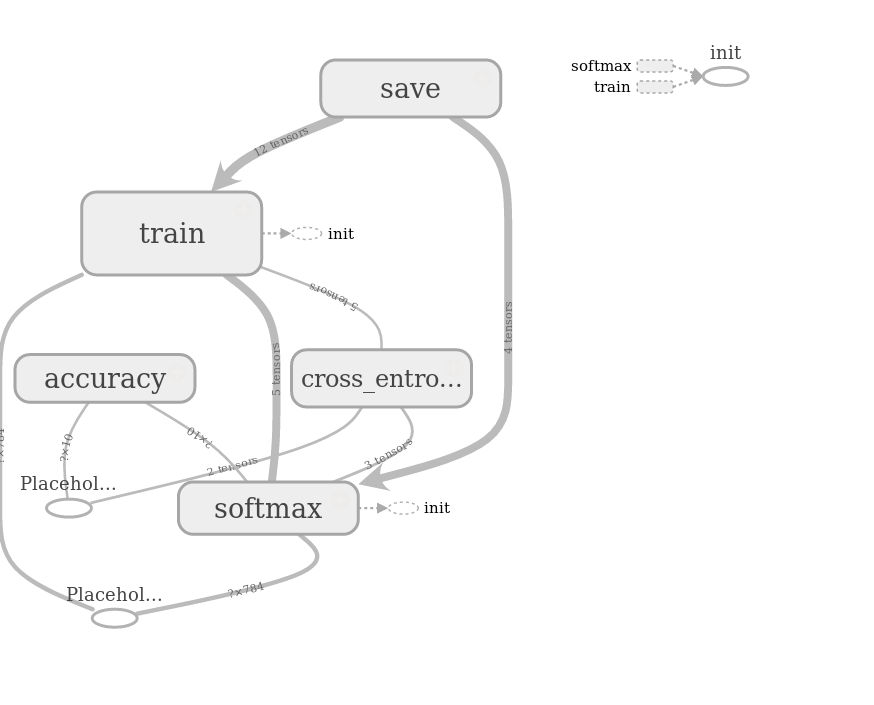 save
init
softmax
train
12 tensors
train
init
5 tensors
4 tensors
accuracy
5 tensors
cross_entro...
?×784
?×10
?×10
2 tensors
3 tensors
Placehol...
softmax
init
Placehol...
?×784